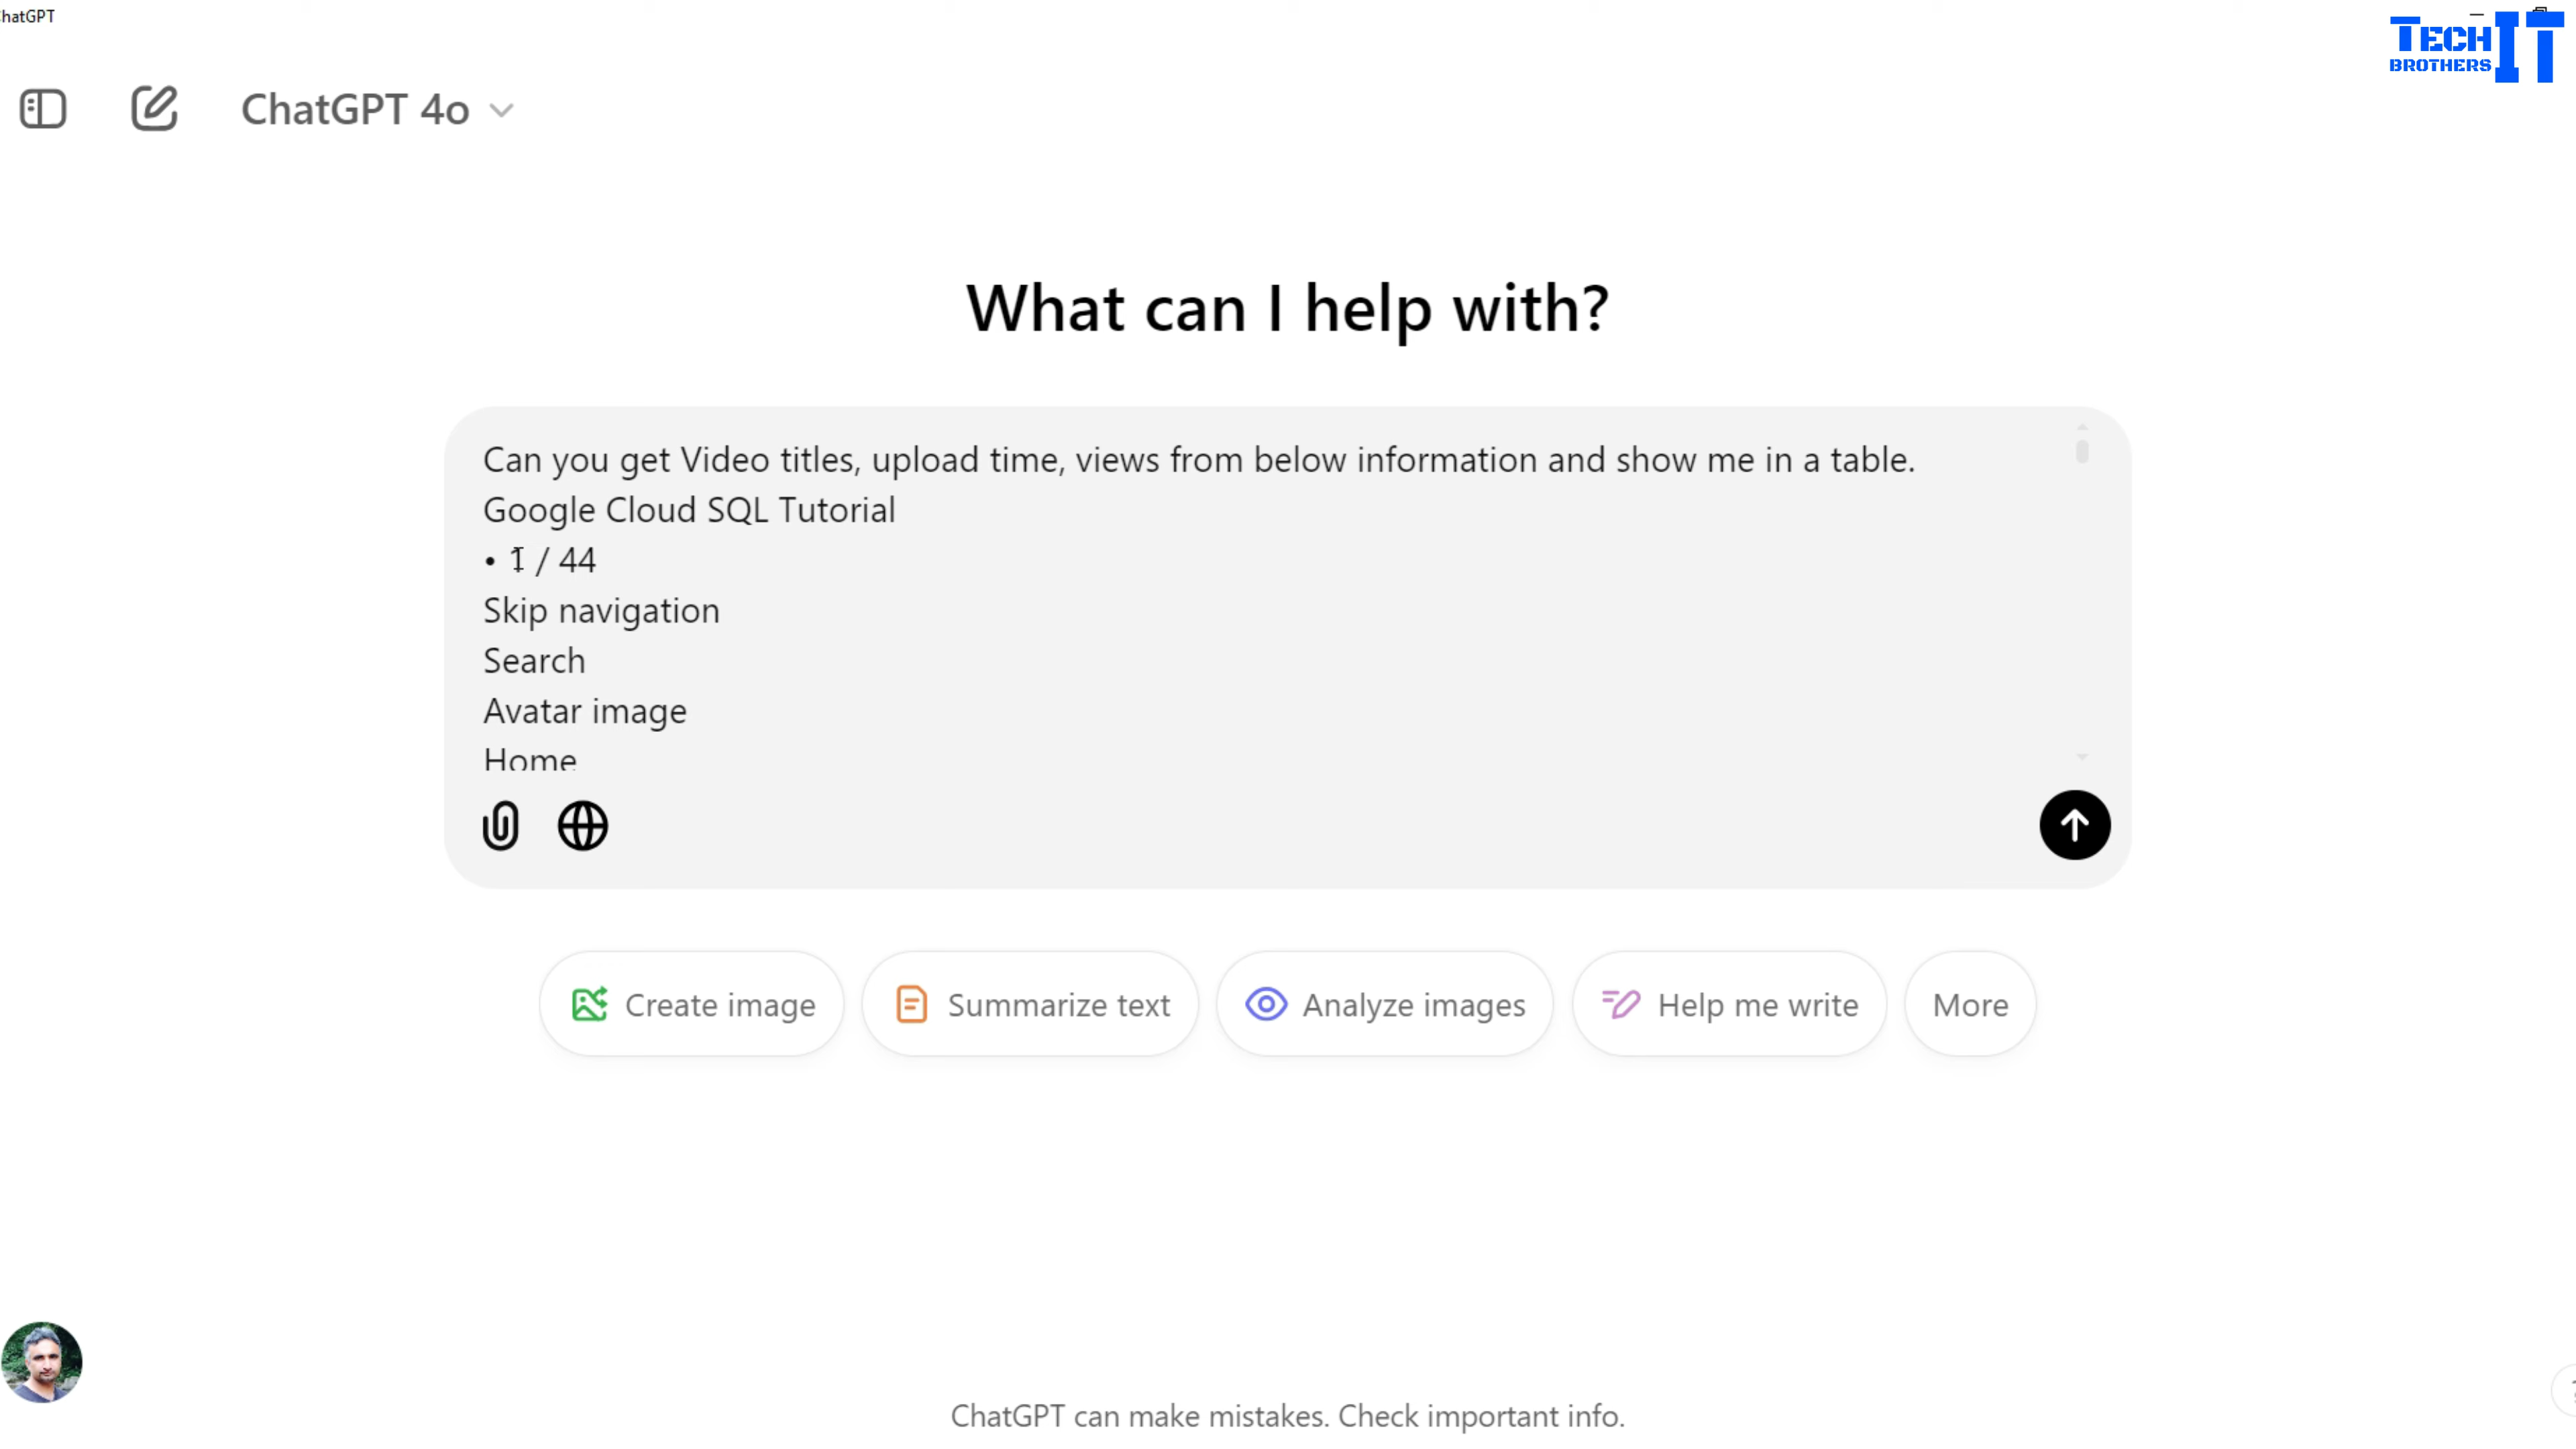 hatGPT
TECH IT
BROTHERS
ChatGPT 4o
What can I help with?
Can you get Video titles, upload time, views from below information and show me in a table.
Google Cloud SQL Tutorial
• 1 / 44
Skip navigation
Search
Avatar image
Home
Create image
Summarize text
Analyze images
Help me write
More
ChatGPT can make mistakes. Check important info.